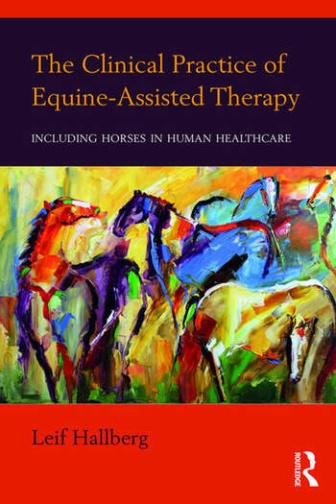 The Clinical Practice of
Equine-Assisted Therapy
INCLUDING HORSES IN HUMAN HEALTHCARE
Leif Hallberg
ROUTLEDGE